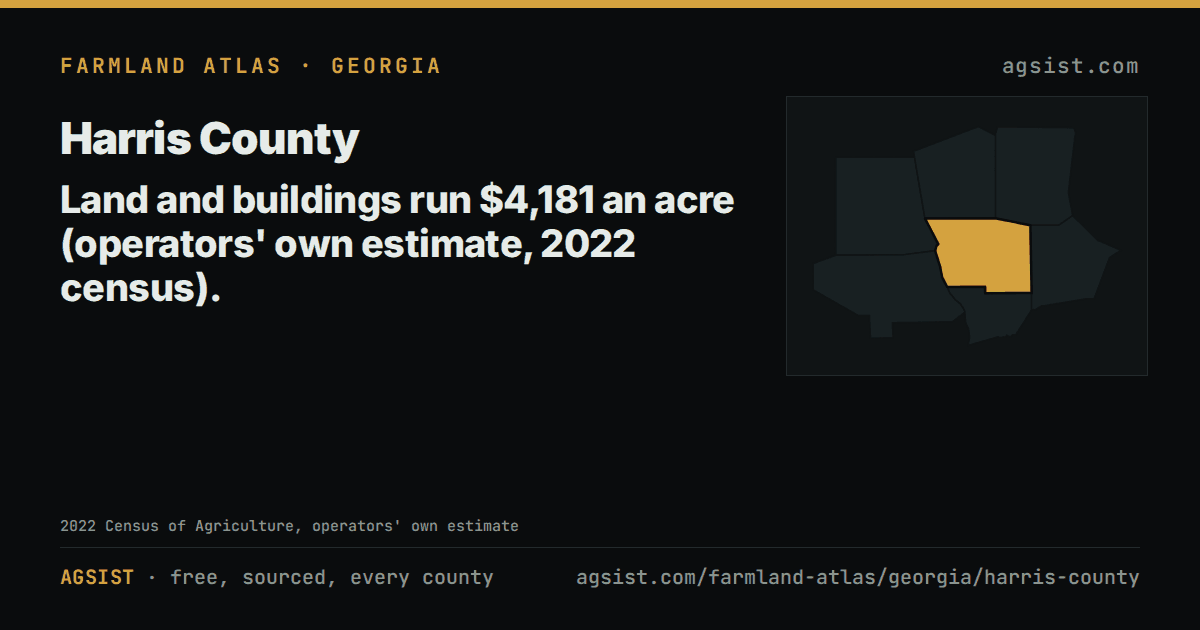 FARMLAND ATLAS · GEORGIA
agsist.com
Harris County
Land and buildings run $4,181 an acre
(operators' own estimate, 2022
census).
2022 Census of Agriculture, operators' own estimate
AGSIST · free, sourced, every county
agsist.com/farmland-atlas/georgia/harris-county